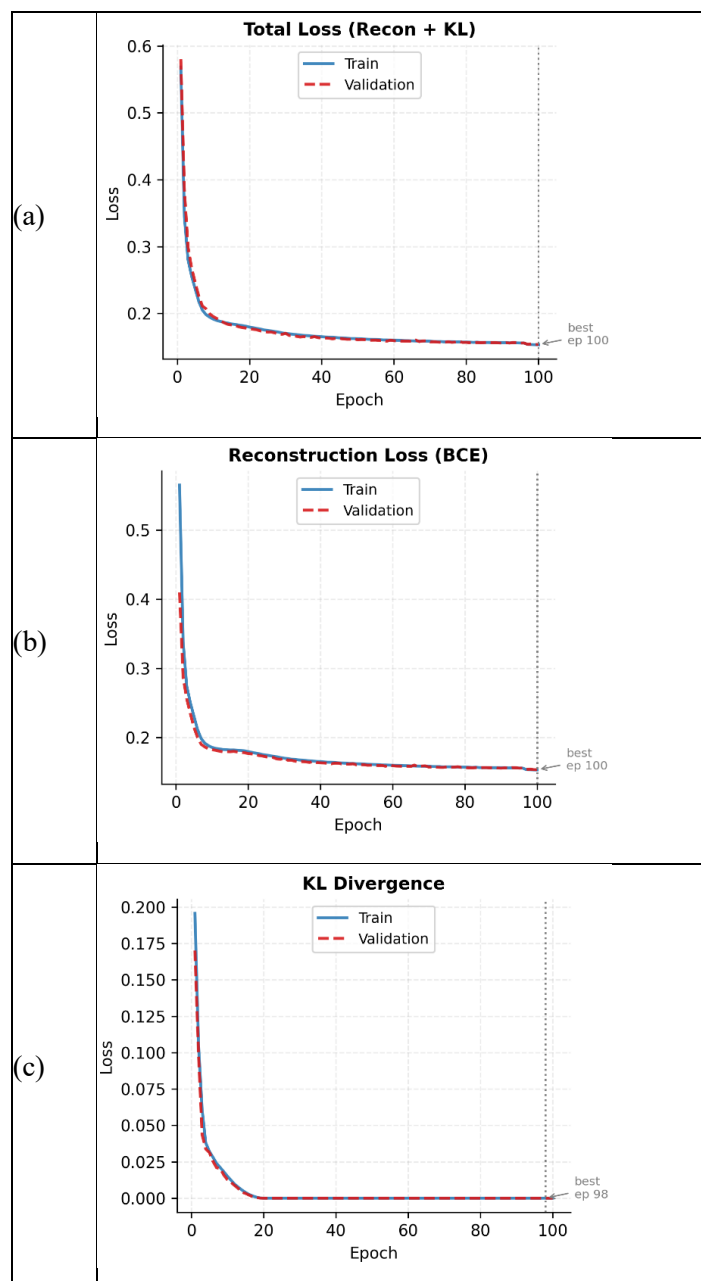 (a)
Total Loss (Recon + KL)
Train
Validation
Loss
0.6
0.5
0.4
0.3
0.2
0 20 40 60 80 100
Epoch
best
ep 100
(b)
Reconstruction Loss (BCE)
Train
Validation
Loss
0.5
0.4
0.3
0.2
0 20 40 60 80 100
Epoch
best
ep 100
(c)
KL Divergence
Train
Validation
Loss
0.200
0.175
0.150
0.125
0.100
0.075
0.050
0.025
0.000
0 20 40 60 80 100
Epoch
best
ep 98